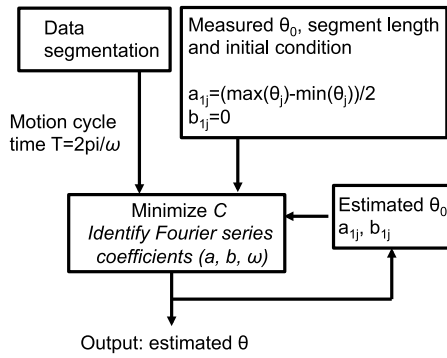 Data
segmentation
Measured θ₀, segment length
and initial condition
a₁ⱼ=(max(θⱼ)-min(θⱼ))/2
b₁ⱼ=0
Motion cycle
time T=2pi/ω
Minimize C
Identify Fourier series
coefficients (a, b, ω)
Estimated θ₀
a₁ⱼ, b₁ⱼ
Output: estimated θ